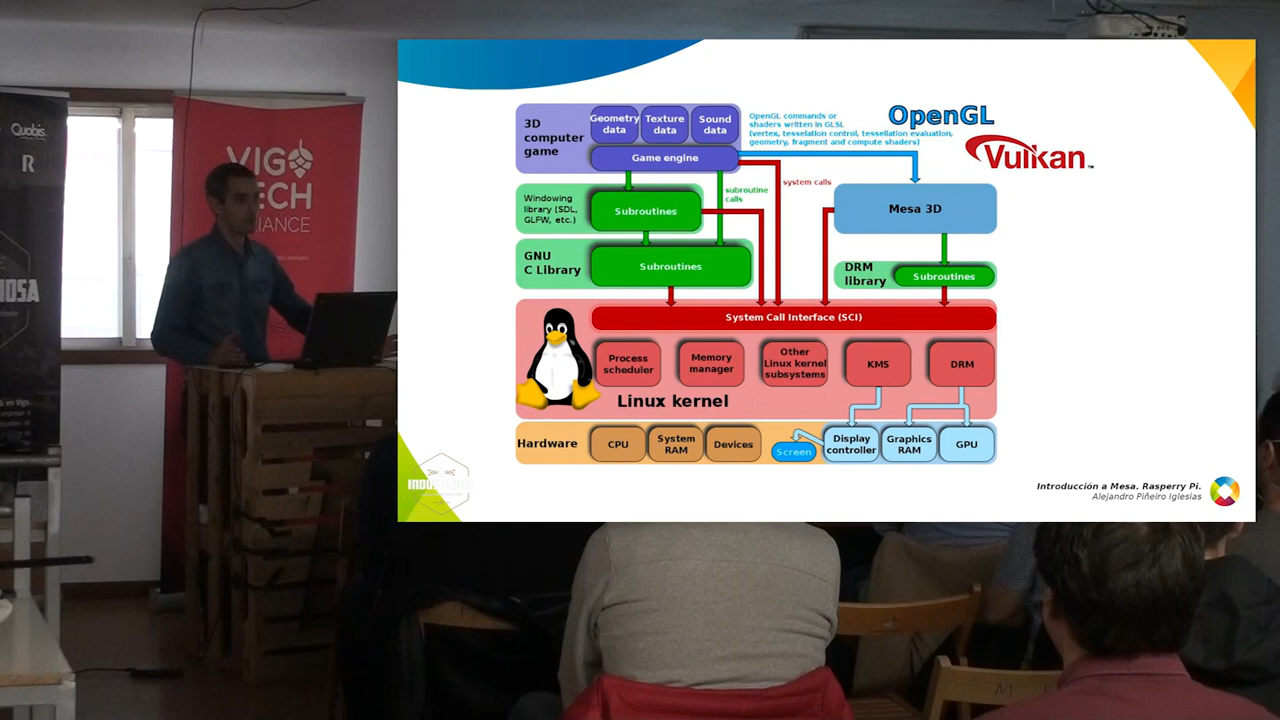 Quobis
R
VIGO
TECH
ALLIANCE
3D
computer
game
Geometry
data
Texture
data
Sound
data
Game engine
OpenGL commands or
shaders written in GLSL
(vertex, tesselation control, tessellation evaluation,
geometry, fragment and compute shaders)
OpenGL
Vulkan™
system calls
subroutine
calls
Windowing
library (SDL,
GLFW, etc.)
Subroutines
Mesa 3D
GNU
C Library
Subroutines
DRM
library
Subroutines
System Call Interface (SCI)
Process
scheduler
Memory
manager
Other
Linux kernel
subsystems
KMS
DRM
Linux kernel
Hardware
CPU
System
RAM
Devices
Screen
Display
controller
Graphics
RAM
GPU
Introducción a Mesa. Rasperry Pi.
Alejandro Piñeiro Iglesias